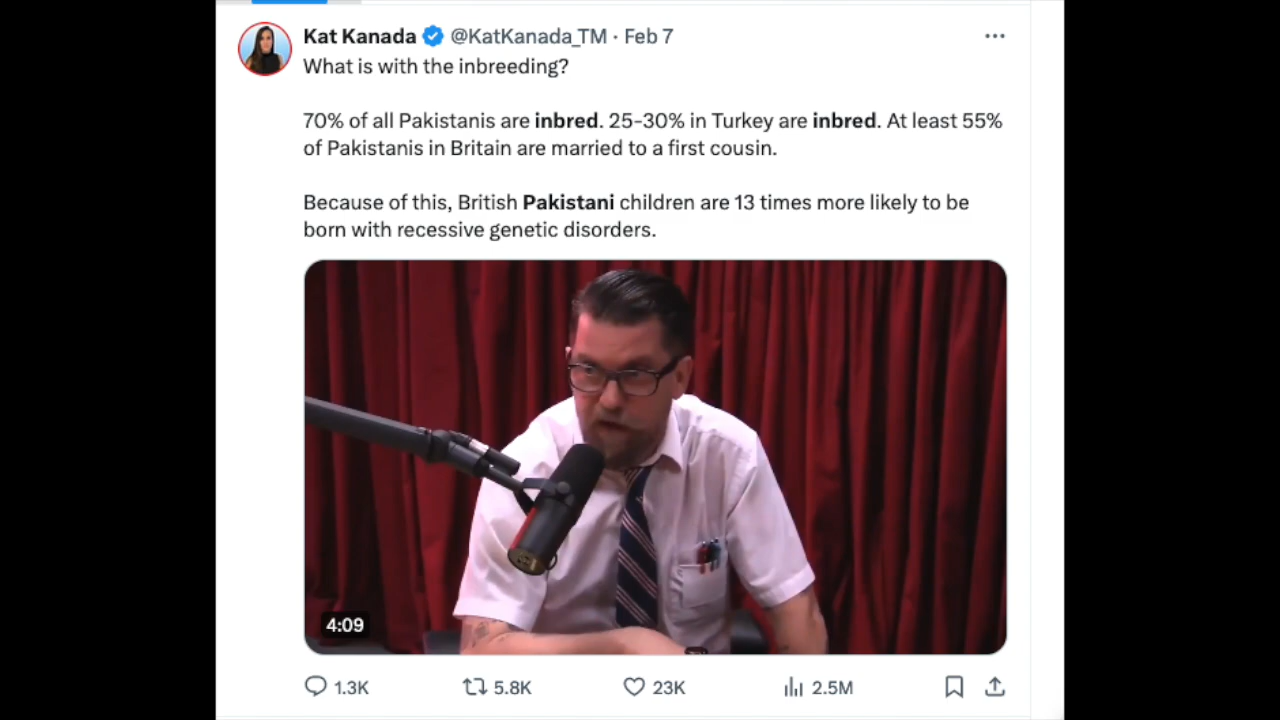 Kat Kanada @KatKanada_TM · Feb 7
What is with the inbreeding?
70% of all Pakistanis are inbred. 25-30% in Turkey are inbred. At least 55%
of Pakistanis in Britain are married to a first cousin.
Because of this, British Pakistani children are 13 times more likely to be
born with recessive genetic disorders.
4:09
1.3K 5.8K 23K 2.5M